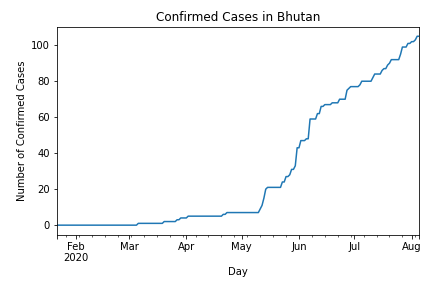 Confirmed Cases in Bhutan
Number of Confirmed Cases
100
80
60
40
20
0
Feb Mar Apr May Jun Jul Aug
2020
Day